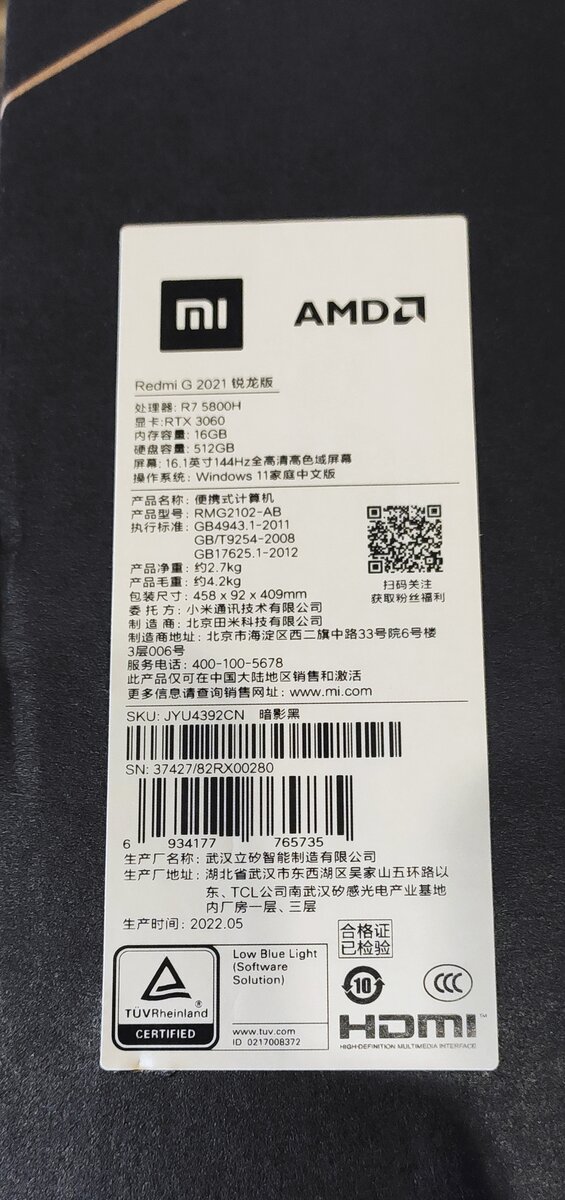 mi AMD
Redmi G 2021 锐龙版
处理器: R7 5800H
显卡:RTX 3060
内存容量: 16GB
硬盘容量: 512GB
屏幕: 16.1英寸144Hz全高清高色域屏幕
操作系统: Windows 11家庭中文版
产品名称: 便携式计算机
产品型号: RMG2102-AB
执行标准: GB4943.1-2011
GB/T9254-2008
GB17625.1-2012
产品净重: 约2.7kg
产品毛重: 约4.2kg
包装尺寸: 458 x 92 x 409mm
扫码关注
获取粉丝福利
委 托 方: 小米通讯技术有限公司
制 造 商: 北京田米科技有限公司
制造商地址: 北京市海淀区西二旗中路33号院6号楼
3层006号
服务电话: 400-100-5678
此产品仅可在中国大陆地区销售和激活
更多信息请查询销售网址: www.mi.com
SKU: JYU4392CN 暗影黑
SN: 37427/82RX00280
6 934177 765735
生产厂名称: 武汉立矽智能制造有限公司
生产厂地址: 湖北省武汉市东西湖区吴家山五环路以
东、TCL公司南武汉矽感光电产业基地
内厂房一层、三层
生产时间: 2022.05
合格证
已检验
TÜVRheinland®
CERTIFIED
Low Blue Light
(Software
Solution)
www.tuv.com
ID 0217008372
10
CCC
HDMI™
HIGH-DEFINITION MULTIMEDIA INTERFACE